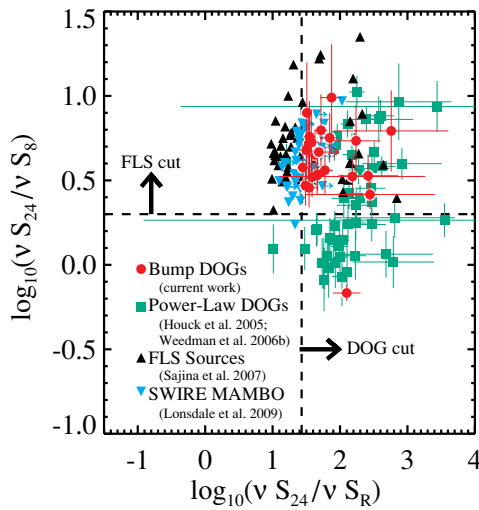 1.5
1.0
0.5
0.0
-0.5
-1.0
log10(ν S24/ν S8)
FLS cut
Bump DOGs
(current work)
Power-Law DOGs
(Houck et al. 2005;
Weedman et al. 2006b)
FLS Sources
(Sajina et al. 2007)
SWIRE MAMBO
(Lonsdale et al. 2009)
DOG cut
-1 0 1 2 3 4
log10(ν S24/ν SR)